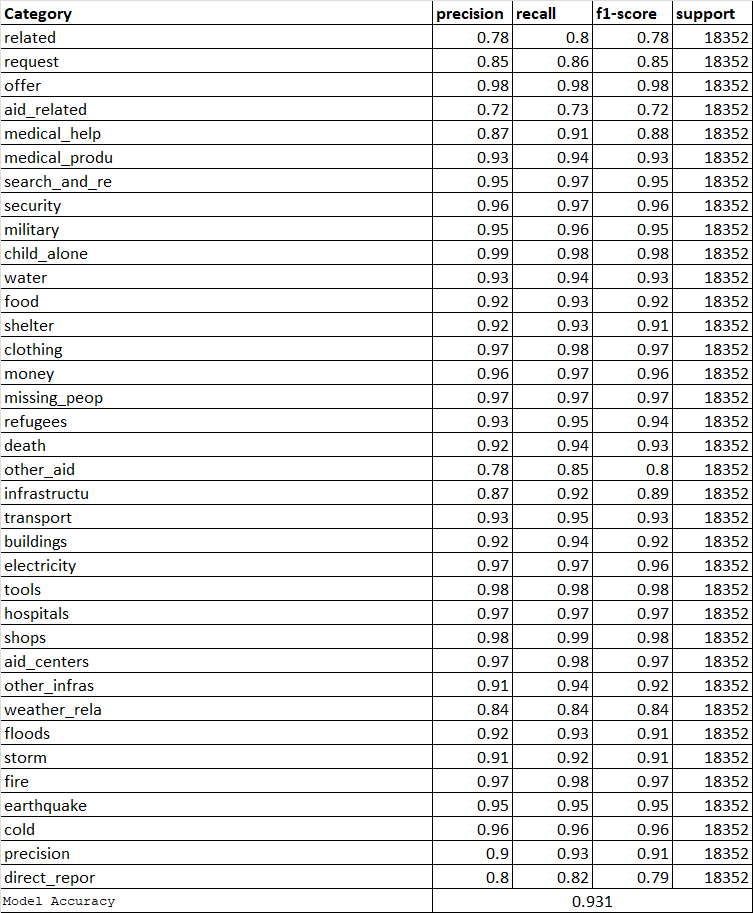 Category precision recall f1-score support
related 0.78 0.8 0.78 18352
request 0.85 0.86 0.85 18352
offer 0.98 0.98 0.98 18352
aid_related 0.72 0.73 0.72 18352
medical_help 0.87 0.91 0.88 18352
medical_produ 0.93 0.94 0.93 18352
search_and_re 0.95 0.97 0.95 18352
security 0.96 0.97 0.96 18352
military 0.95 0.96 0.95 18352
child_alone 0.99 0.98 0.98 18352
water 0.93 0.94 0.93 18352
food 0.92 0.93 0.92 18352
shelter 0.92 0.93 0.91 18352
clothing 0.97 0.98 0.97 18352
money 0.96 0.97 0.96 18352
missing_peop 0.97 0.97 0.97 18352
refugees 0.93 0.95 0.94 18352
death 0.92 0.94 0.93 18352
other_aid 0.78 0.85 0.8 18352
infrastructu 0.87 0.92 0.89 18352
transport 0.93 0.95 0.93 18352
buildings 0.92 0.94 0.92 18352
electricity 0.97 0.97 0.96 18352
tools 0.98 0.98 0.98 18352
hospitals 0.97 0.97 0.97 18352
shops 0.98 0.99 0.98 18352
aid_centers 0.97 0.98 0.97 18352
other_infras 0.91 0.94 0.92 18352
weather_rela 0.84 0.84 0.84 18352
floods 0.92 0.93 0.91 18352
storm 0.91 0.92 0.91 18352
fire 0.97 0.98 0.97 18352
earthquake 0.95 0.95 0.95 18352
cold 0.96 0.96 0.96 18352
precision 0.9 0.93 0.91 18352
direct_repor 0.8 0.82 0.79 18352
Model Accuracy 0.931